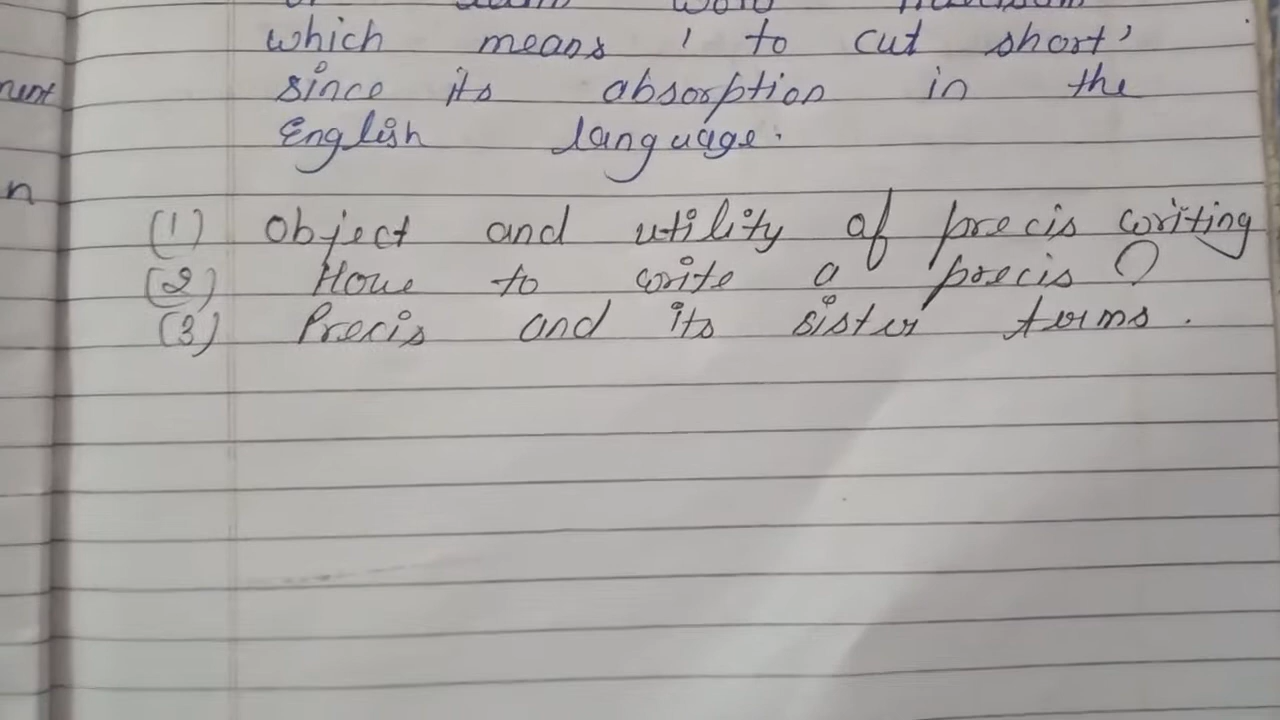 which means 'to cut short'
since its absorption in the
English language.
(1) Object and utility of precis writing
(2) How to write a precis ?
(3) Precis and its sister terms.